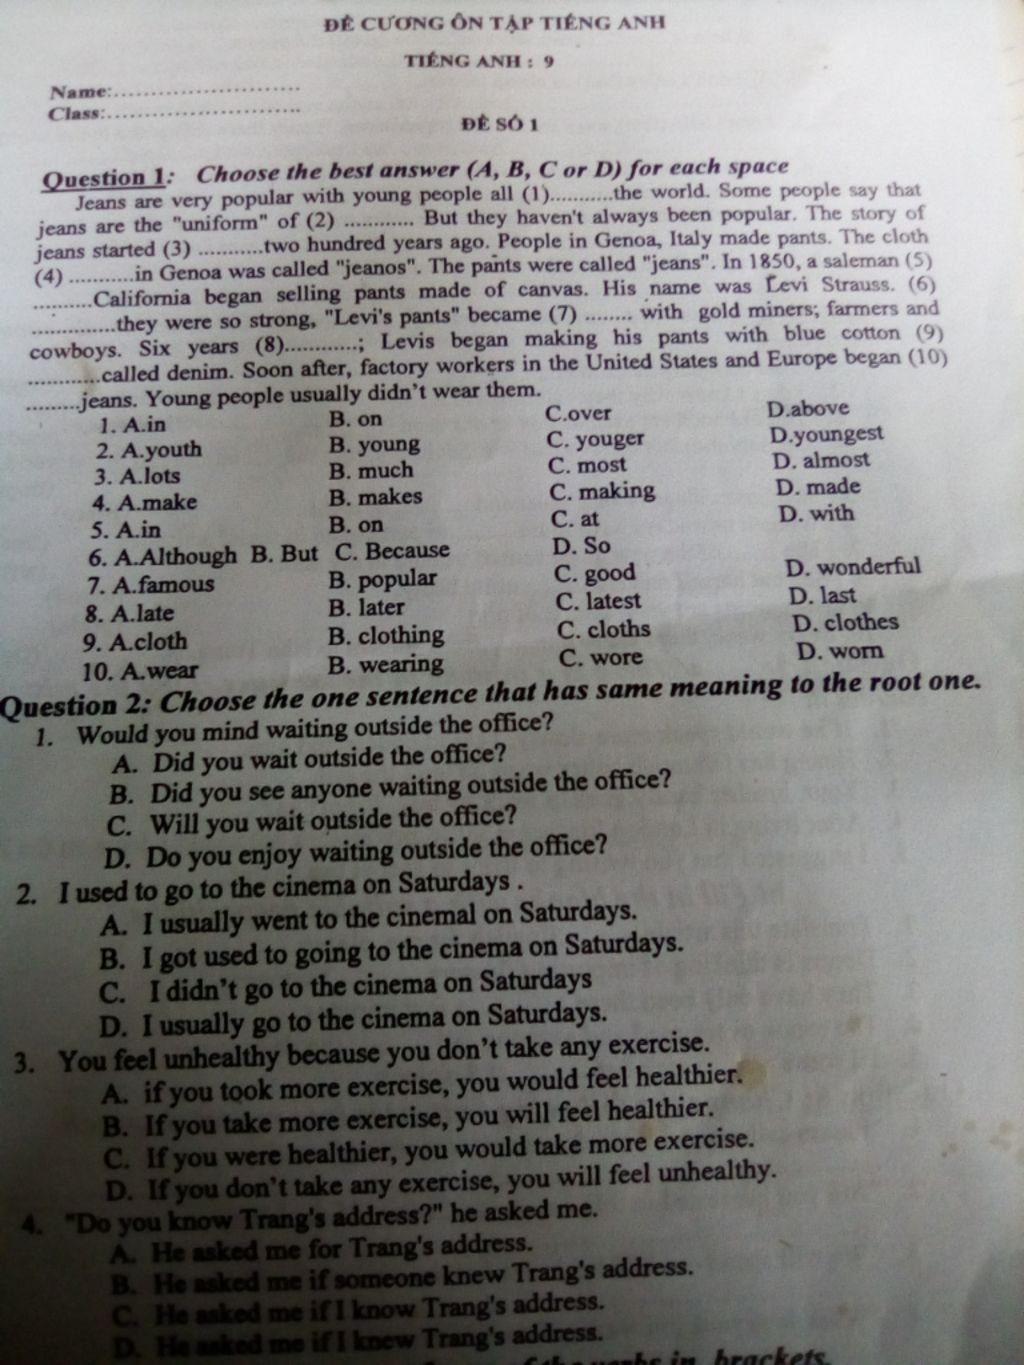 ĐỀ CƯƠNG ÔN TẬP TIẾNG ANH
TIẾNG ANH : 9
Name:..............................
Class:..............................
ĐỀ SỐ 1
Question 1: Choose the best answer (A, B, C or D) for each space
Jeans are very popular with young people all (1)...........the world. Some people say that
jeans are the "uniform" of (2) ............ But they haven't always been popular. The story of
jeans started (3) ...........two hundred years ago. People in Genoa, Italy made pants. The cloth
(4) ...........in Genoa was called "jeanos". The pants were called "jeans". In 1850, a saleman (5)
..........California began selling pants made of canvas. His name was Levi Strauss. (6)
..............they were so strong, "Levi's pants" became (7) ........ with gold miners; farmers and
cowboys. Six years (8)............; Levis began making his pants with blue cotton (9)
............called denim. Soon after, factory workers in the United States and Europe began (10)
.........jeans. Young people usually didn't wear them.
1. A.in B. on C.over D.above
2. A.youth B. young C. youger D.youngest
3. A.lots B. much C. most D. almost
4. A.make B. makes C. making D. made
5. A.in B. on C. at D. with
6. A.Although B. But C. Because D. So
7. A.famous B. popular C. good D. wonderful
8. A.late B. later C. latest D. last
9. A.cloth B. clothing C. cloths D. clothes
10. A.wear B. wearing C. wore D. worn
Question 2: Choose the one sentence that has same meaning to the root one.
1. Would you mind waiting outside the office?
A. Did you wait outside the office?
B. Did you see anyone waiting outside the office?
C. Will you wait outside the office?
D. Do you enjoy waiting outside the office?
2. I used to go to the cinema on Saturdays .
A. I usually went to the cinemal on Saturdays.
B. I got used to going to the cinema on Saturdays.
C. I didn't go to the cinema on Saturdays
D. I usually go to the cinema on Saturdays.
3. You feel unhealthy because you don't take any exercise.
A. if you took more exercise, you would feel healthier.
B. If you take more exercise, you will feel healthier.
C. If you were healthier, you would take more exercise.
D. If you don't take any exercise, you will feel unhealthy.
4. "Do you know Trang's address?" he asked me.
A. He asked me for Trang's address.
B. He asked me if someone knew Trang's address.
C. He asked me if I know Trang's address.
D. He asked me if I knew Trang's address.
of the verbs in brackets.